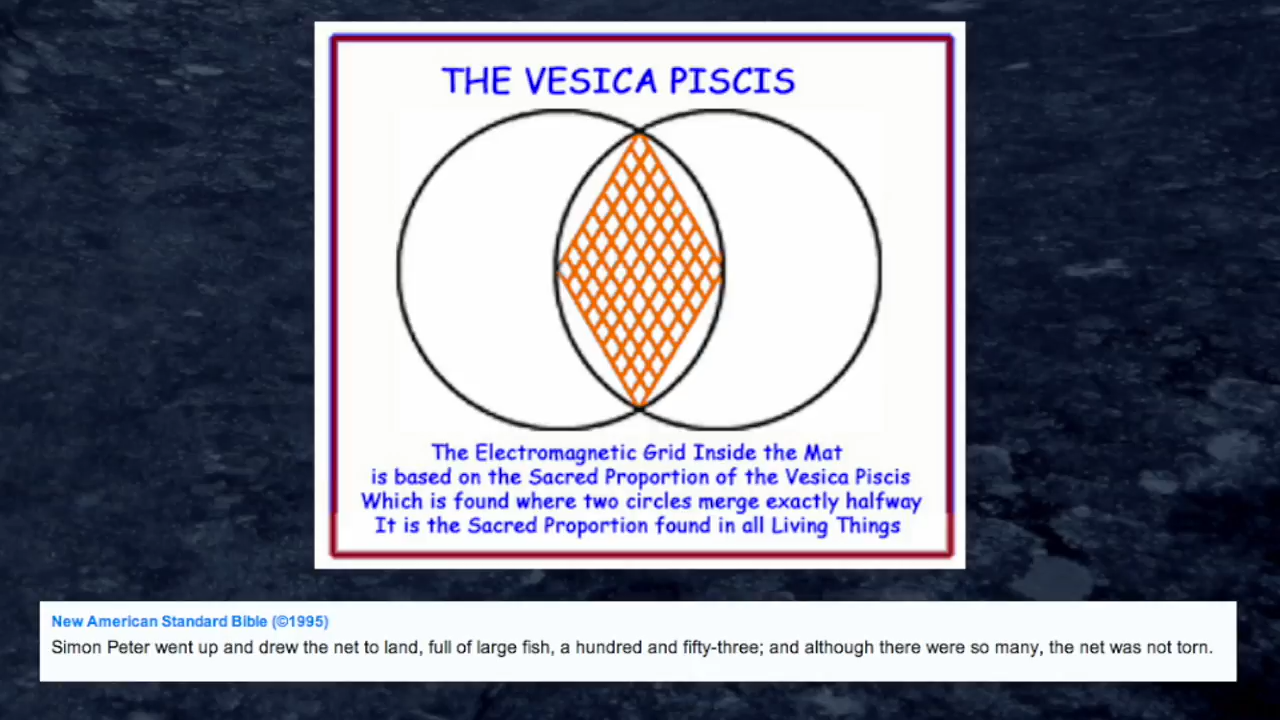 THE VESICA PISCIS
The Electromagnetic Grid Inside the Mat
is based on the Sacred Proportion of the Vesica Piscis
Which is found where two circles merge exactly halfway
It is the Sacred Proportion found in all Living Things
New American Standard Bible (©1995)
Simon Peter went up and drew the net to land, full of large fish, a hundred and fifty-three; and although there were so many, the net was not torn.